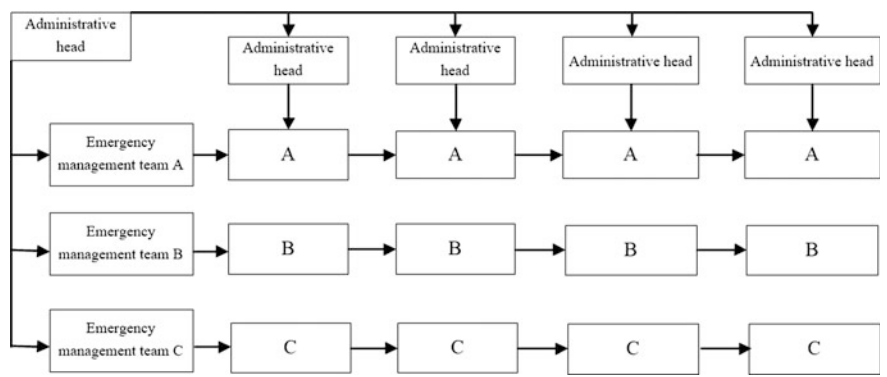 Administrative
head
Administrative
head
Administrative
head
Administrative head
Administrative head
Emergency
management team A
A
A
A
A
Emergency
management team B
B
B
B
B
Emergency
management team C
C
C
C
C